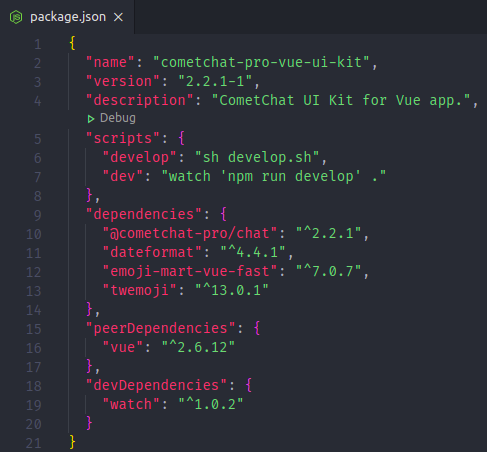 package.json
1 {
2 "name": "cometchat-pro-vue-ui-kit",
3 "version": "2.2.1-1",
4 "description": "CometChat UI Kit for Vue app.",
Debug
5 "scripts": {
6 "develop": "sh develop.sh",
7 "dev": "watch 'npm run develop' ."
8 },
9 "dependencies": {
10 "@cometchat-pro/chat": "^2.2.1",
11 "dateformat": "^4.4.1",
12 "emoji-mart-vue-fast": "^7.0.7",
13 "twemoji": "^13.0.1"
14 },
15 "peerDependencies": {
16 "vue": "^2.6.12"
17 },
18 "devDependencies": {
19 "watch": "^1.0.2"
20 }
21 }